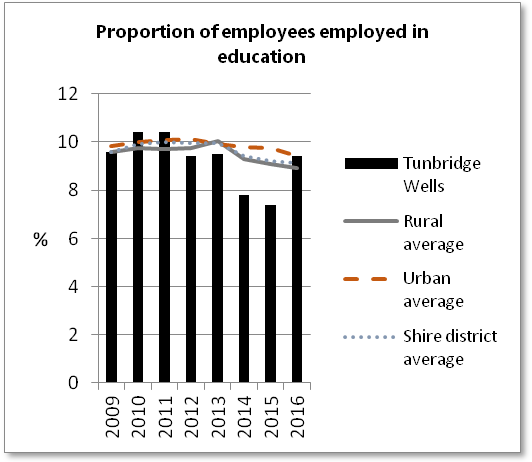 Proportion of employees employed in
education
12
10
8
6
4
2
0
%
2009
2010
2011
2012
2013
2014
2015
2016
Tunbridge
Wells
Rural
average
Urban
average
Shire district
average